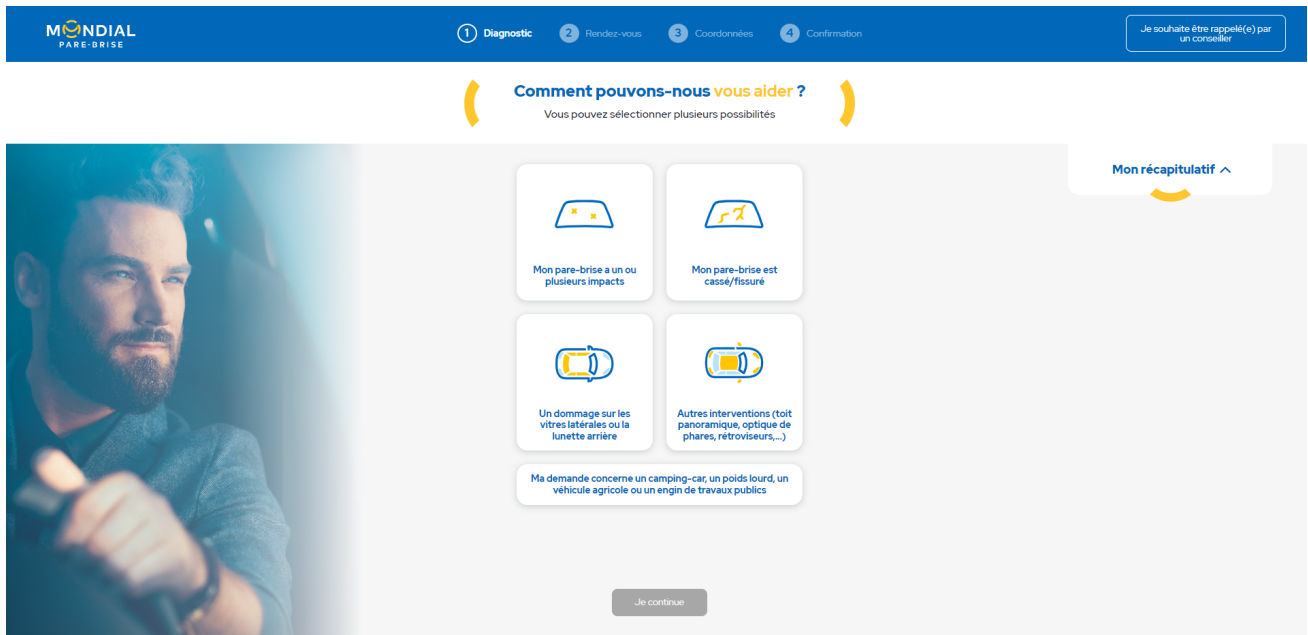 MONDIAL
PARE-BRISE
1 Diagnostic
2 Rendez-vous
3 Coordonnées
4 Confirmation
Je souhaite être rappelé(e) par
un conseiller
Comment pouvons-nous vous aider ?
Vous pouvez sélectionner plusieurs possibilités
Mon récapitulatif
Mon pare-brise a un ou
plusieurs impacts
Mon pare-brise est
cassé/fissuré
Un dommage sur les
vitres latérales ou la
lunette arrière
Autres interventions (toit
panoramique, optique de
phares, rétroviseurs,...)
Ma demande concerne un camping-car, un poids lourd, un
véhicule agricole ou un engin de travaux publics
Je continue